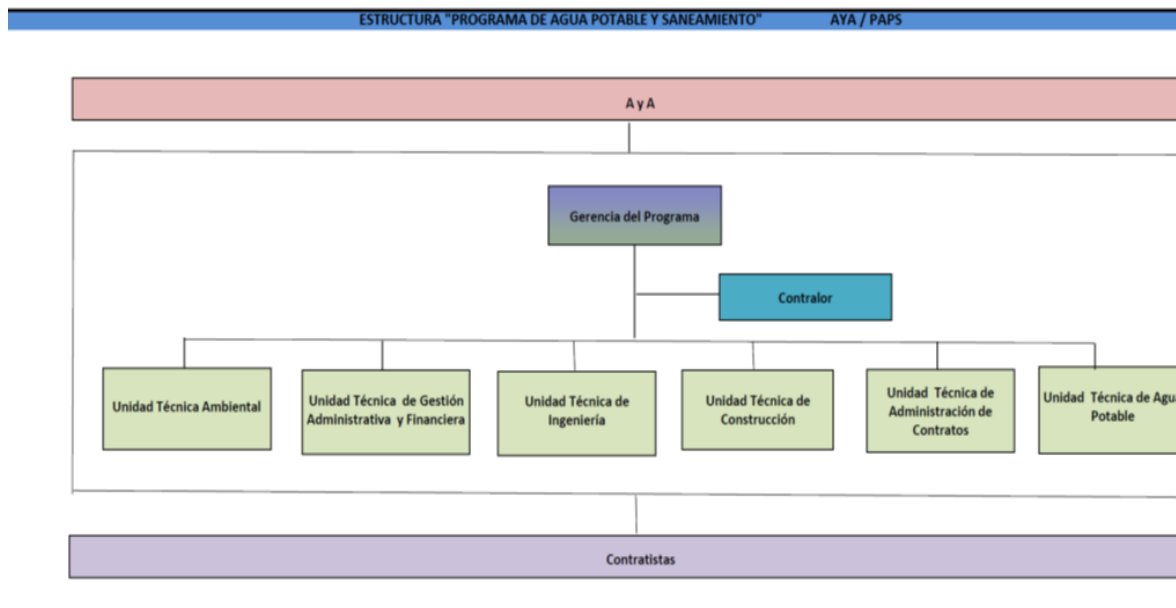 ESTRUCTURA "PROGRAMA DE AGUA POTABLE Y SANEAMIENTO" AYA / PAPS
A y A
Gerencia del Programa
Contralor
Unidad Técnica Ambiental
Unidad Técnica de Gestión
Administrativa y Financiera
Unidad Técnica de
Ingeniería
Unidad Técnica de
Construcción
Unidad Técnica de
Administración de
Contratos
Unidad Técnica de Agua
Potable
Contratistas